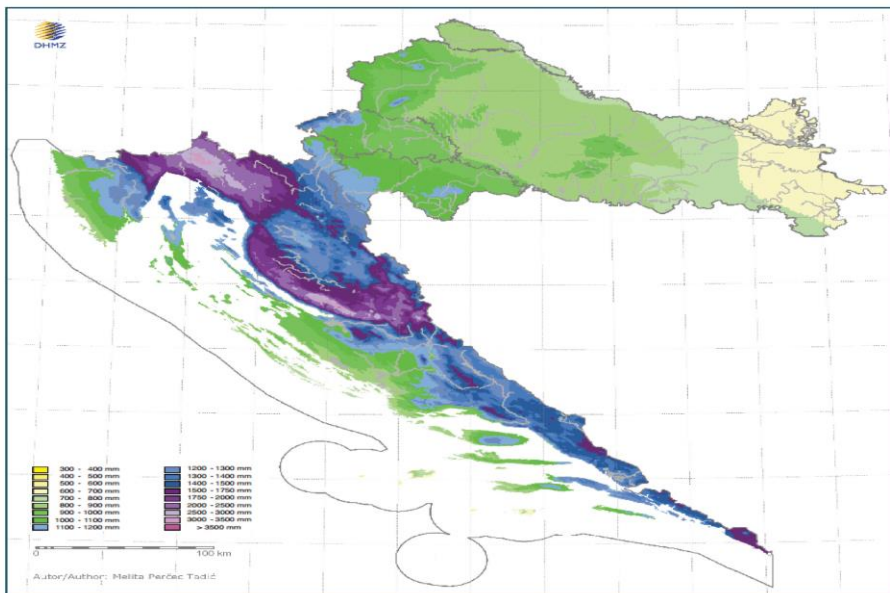 DHMZ
300 - 400 mm
400 - 500 mm
500 - 600 mm
600 - 700 mm
700 - 800 mm
800 - 900 mm
900 - 1000 mm
1000 - 1100 mm
1100 - 1200 mm
1200 - 1300 mm
1300 - 1400 mm
1400 - 1500 mm
1500 - 1750 mm
1750 - 2000 mm
2000 - 2500 mm
2500 - 3000 mm
3000 - 3500 mm
> 3500 mm
0 100 km
Autor/Author: Melita Perčec Tadić